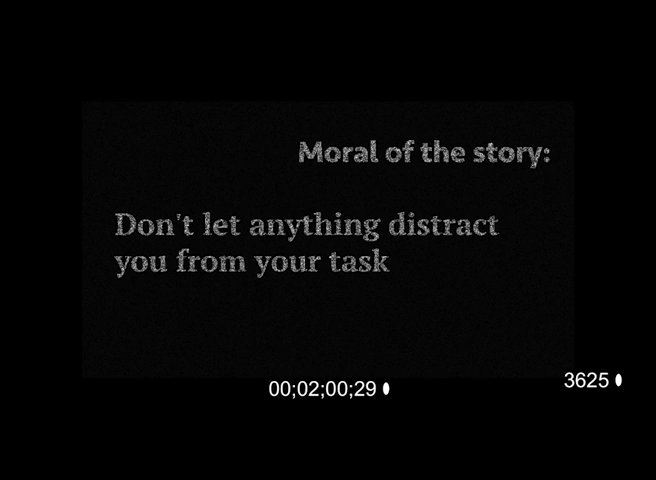 Moral of the story:
Don't let anything distract
you from your task
00;02;00;29
3625